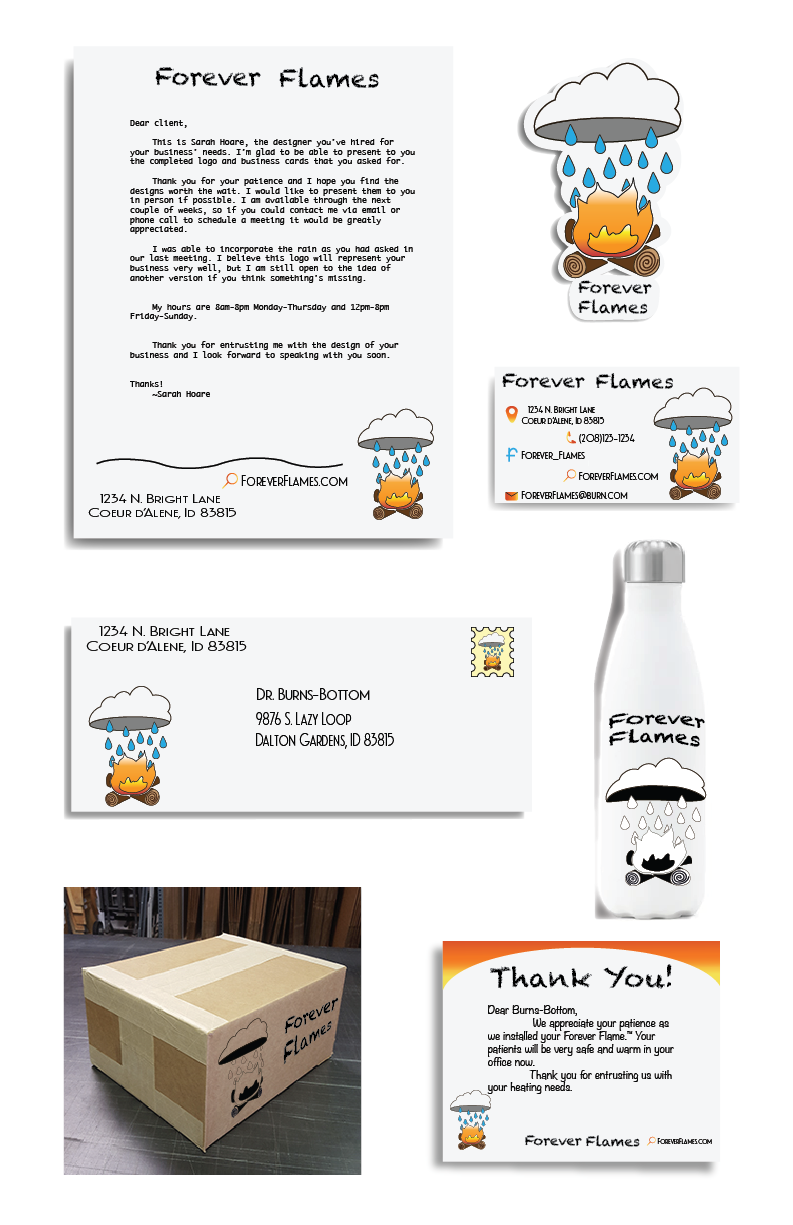 Forever Flames
Dear client,
This is Sarah Hoare, the designer you've hired for
your business' needs. I'm glad to be able to present to you
the completed logo and business cards that you asked for.
Thank you for your patience and I hope you find the
designs worth the wait. I would like to present them to you
in person if possible. I am available through the next
couple of weeks, so if you could contact me via email or
phone call to schedule a meeting it would be greatly
appreciated.
I was able to incorporate the rain as you had asked in
our last meeting. I believe this logo will represent your
business very well, but I am still open to the idea of
another version if you think something's missing.
My hours are 8am-8pm Monday-Thursday and 12pm-8pm
Friday-Sunday.
Thank you for entrusting me with the design of your
business and I look forward to speaking with you soon.
Thanks!
~Sarah Hoare
ForeverFlames.com
1234 N. Bright Lane
Coeur d'Alene, Id 83815
Forever
Flames
Forever Flames
1234 N. Bright Lane
Coeur d'Alene, Id 83815
(208)123-1234
Forever_Flames
ForeverFlames.com
ForeverFlames@burn.com
1234 N. Bright Lane
Coeur d'Alene, Id 83815
Dr. Burns-Bottom
9876 S. Lazy Loop
Dalton Gardens, ID 83815
Forever
Flames
Forever
Flames
Thank You!
Dear Burns-Bottom,
We appreciate your patience as
we installed your Forever Flame.™ Your
patients will be very safe and warm in your
office now.
Thank you for entrusting us with
your heating needs.
Forever Flames
ForeverFlames.com